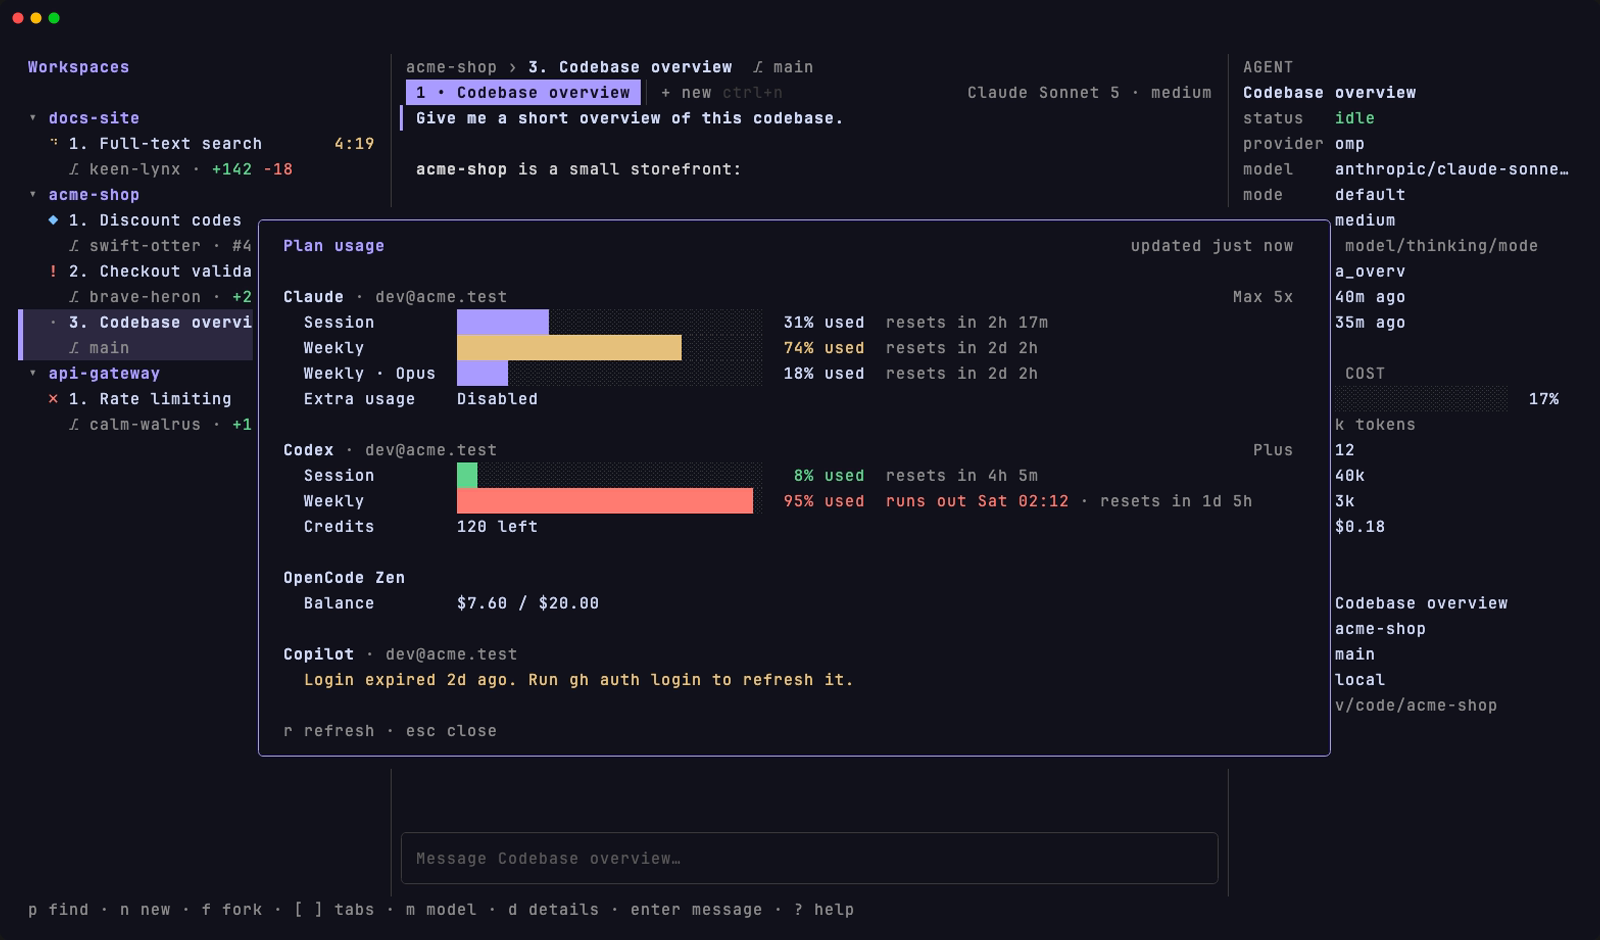 Workspaces
▾ docs-site
1. Full-text search 4:19
keen-lynx · +142 -18
▾ acme-shop
◆ 1. Discount codes
swift-otter · #4
! 2. Checkout valida
brave-heron · +2
· 3. Codebase overvi
main
▾ api-gateway
× 1. Rate limiting
calm-walrus · +1
acme-shop › 3. Codebase overview main
1 • Codebase overview + new ctrl+n Claude Sonnet 5 · medium
Give me a short overview of this codebase.
acme-shop is a small storefront:
Plan usage updated just now
Claude · dev@acme.test Max 5x
Session 31% used resets in 2h 17m
Weekly 74% used resets in 2d 2h
Weekly · Opus 18% used resets in 2d 2h
Extra usage Disabled
Codex · dev@acme.test Plus
Session 8% used resets in 4h 5m
Weekly 95% used runs out Sat 02:12 · resets in 1d 5h
Credits 120 left
OpenCode Zen
Balance $7.60 / $20.00
Copilot · dev@acme.test
Login expired 2d ago. Run gh auth login to refresh it.
r refresh · esc close
Message Codebase overview…
AGENT
Codebase overview
status idle
provider omp
model anthropic/claude-sonne…
mode default
medium
model/thinking/mode
a_overv
40m ago
35m ago
COST
17%
k tokens
12
40k
3k
$0.18
Codebase overview
acme-shop
main
local
v/code/acme-shop
p find · n new · f fork · [ ] tabs · m model · d details · enter message · ? help